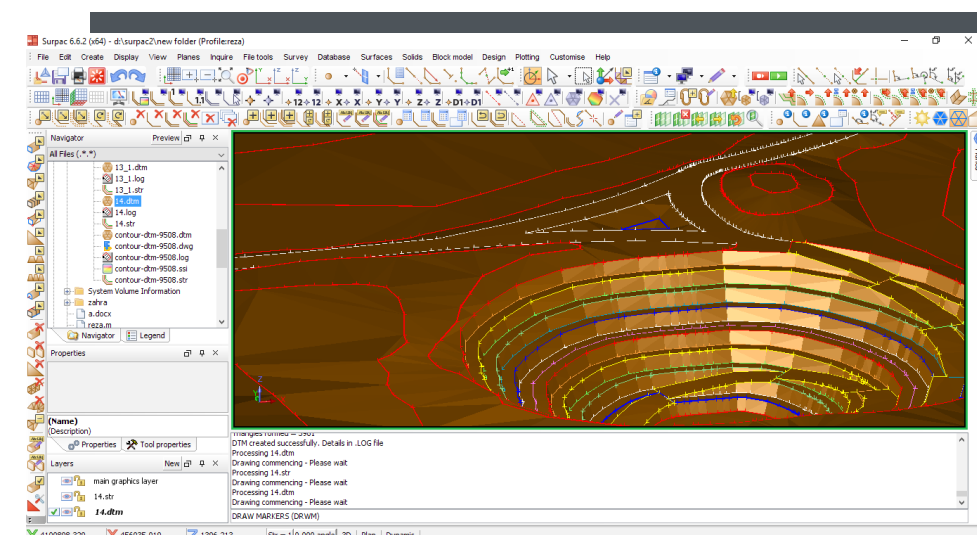 Surpac 6.6.2 (x64) - d:\surpac2\new folder (Profile:reza)
File Edit Create Display View Planes Inquire File tools Survey Database Surfaces Solids Block model Design Plotting Customise Help
Navigator Preview
All Files (.*.*)
13_1.dtm
13_1.log
13_1.str
14.dtm
14.log
14.str
contour-dtm-9508.dtm
contour-dtm-9508.dwg
contour-dtm-9508.log
contour-dtm-9508.ssi
contour-dtm-9508.str
System Volume Information
zahra
a.docx
reza.m
Navigator Legend
Properties
(Name)
(Description)
Properties Tool properties
Layers New
main graphics layer
14.str
14.dtm
Triangles formed = 5961
DTM created successfully. Details in .LOG file
Processing 14.dtm
Drawing commencing - Please wait
Processing 14.str
Drawing commencing - Please wait
Processing 14.dtm
Drawing commencing - Please wait
DRAW MARKERS (DRWM)